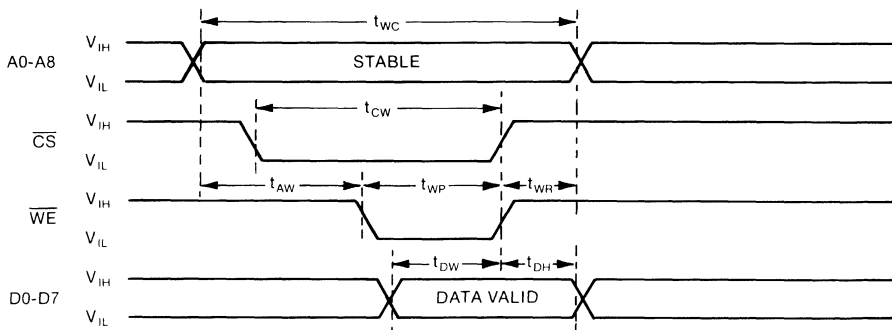 tWC
VIH
A0-A8
STABLE
VIL
tCW
VIH
CS
VIL
tAW
tWP
tWR
VIH
WE
VIL
tDW
tDH
VIH
D0-D7
DATA VALID
VIL